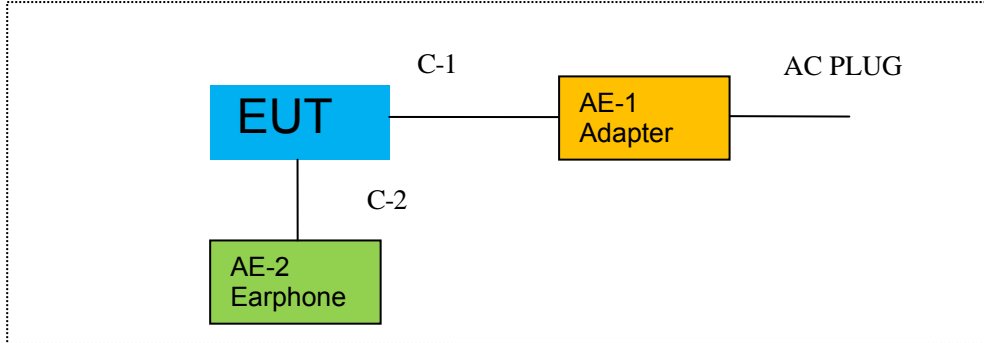 C-1
AC PLUG
EUT
AE-1
Adapter
C-2
AE-2
Earphone